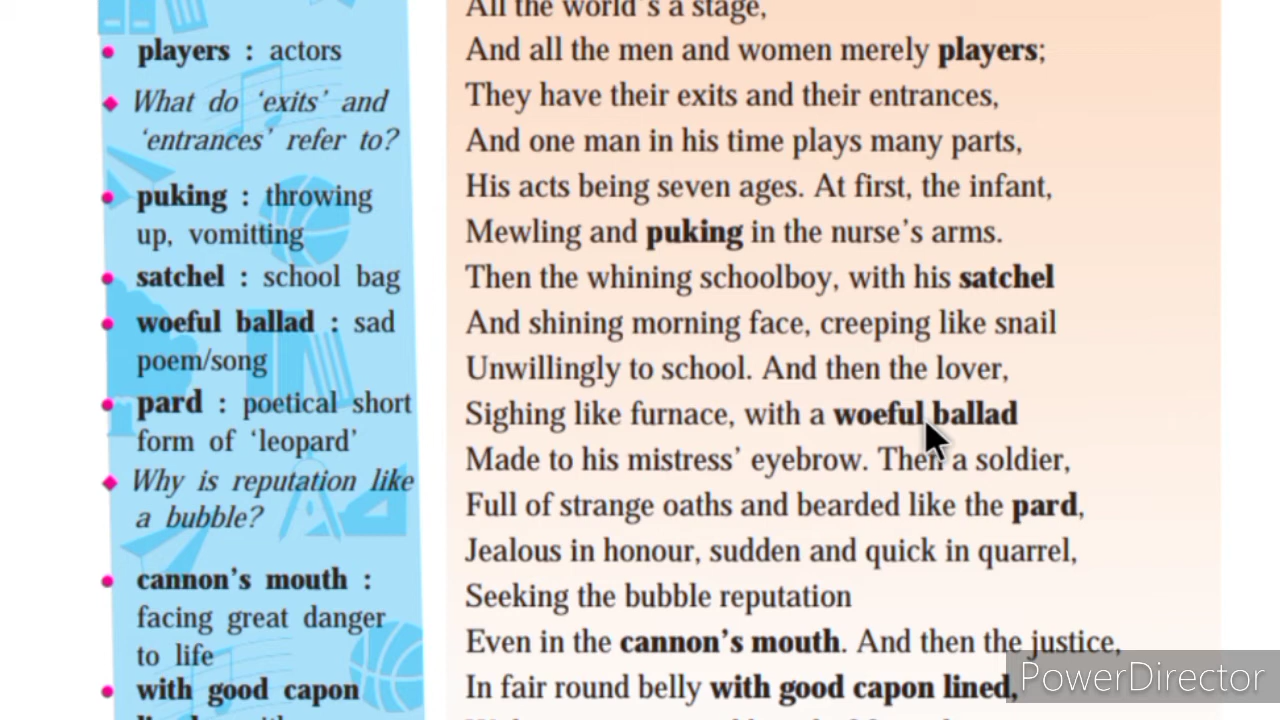 • players : actors
◆ What do ‘exits’ and
‘entrances’ refer to?
• puking : throwing
up, vomitting
• satchel : school bag
• woeful ballad : sad
poem/song
• pard : poetical short
form of ‘leopard’
◆ Why is reputation like
a bubble?
• cannon’s mouth :
facing great danger
to life
• with good capon
All the world’s a stage,
And all the men and women merely players;
They have their exits and their entrances,
And one man in his time plays many parts,
His acts being seven ages. At first, the infant,
Mewling and puking in the nurse’s arms.
Then the whining schoolboy, with his satchel
And shining morning face, creeping like snail
Unwillingly to school. And then the lover,
Sighing like furnace, with a woeful ballad
Made to his mistress’ eyebrow. Then a soldier,
Full of strange oaths and bearded like the pard,
Jealous in honour, sudden and quick in quarrel,
Seeking the bubble reputation
Even in the cannon’s mouth. And then the justice,
In fair round belly with good capon lined,
PowerDirector